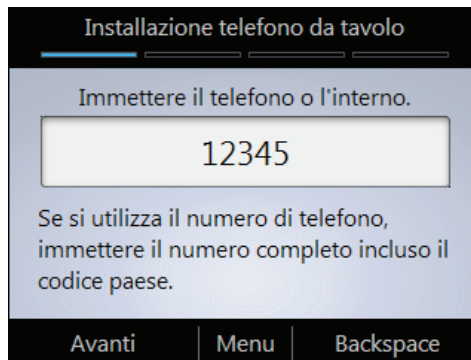 Installazione telefono da tavolo
Immettere il telefono o l'interno.
12345
Se si utilizza il numero di telefono,
immettere il numero completo incluso il
codice paese.
Avanti Menu Backspace